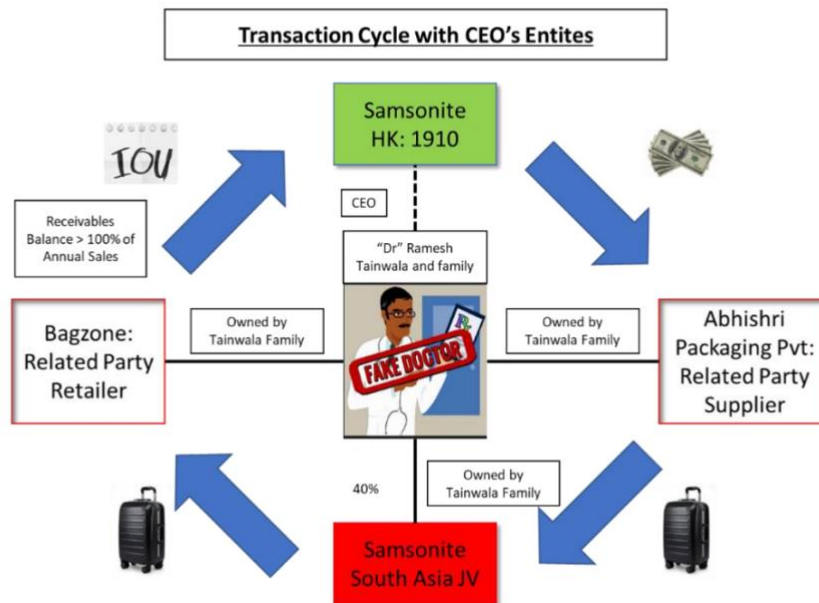 Transaction Cycle with CEO's Entites
Samsonite
HK: 1910
IOU
CEO
Receivables
Balance > 100% of
Annual Sales
"Dr" Ramesh
Tainwala and family
Bagzone:
Related Party
Retailer
Owned by
Tainwala Family
Rx
FAKE DOCTOR
Owned by
Tainwala Family
Abhishri
Packaging Pvt:
Related Party
Supplier
40%
Owned by
Tainwala Family
Samsonite
South Asia JV